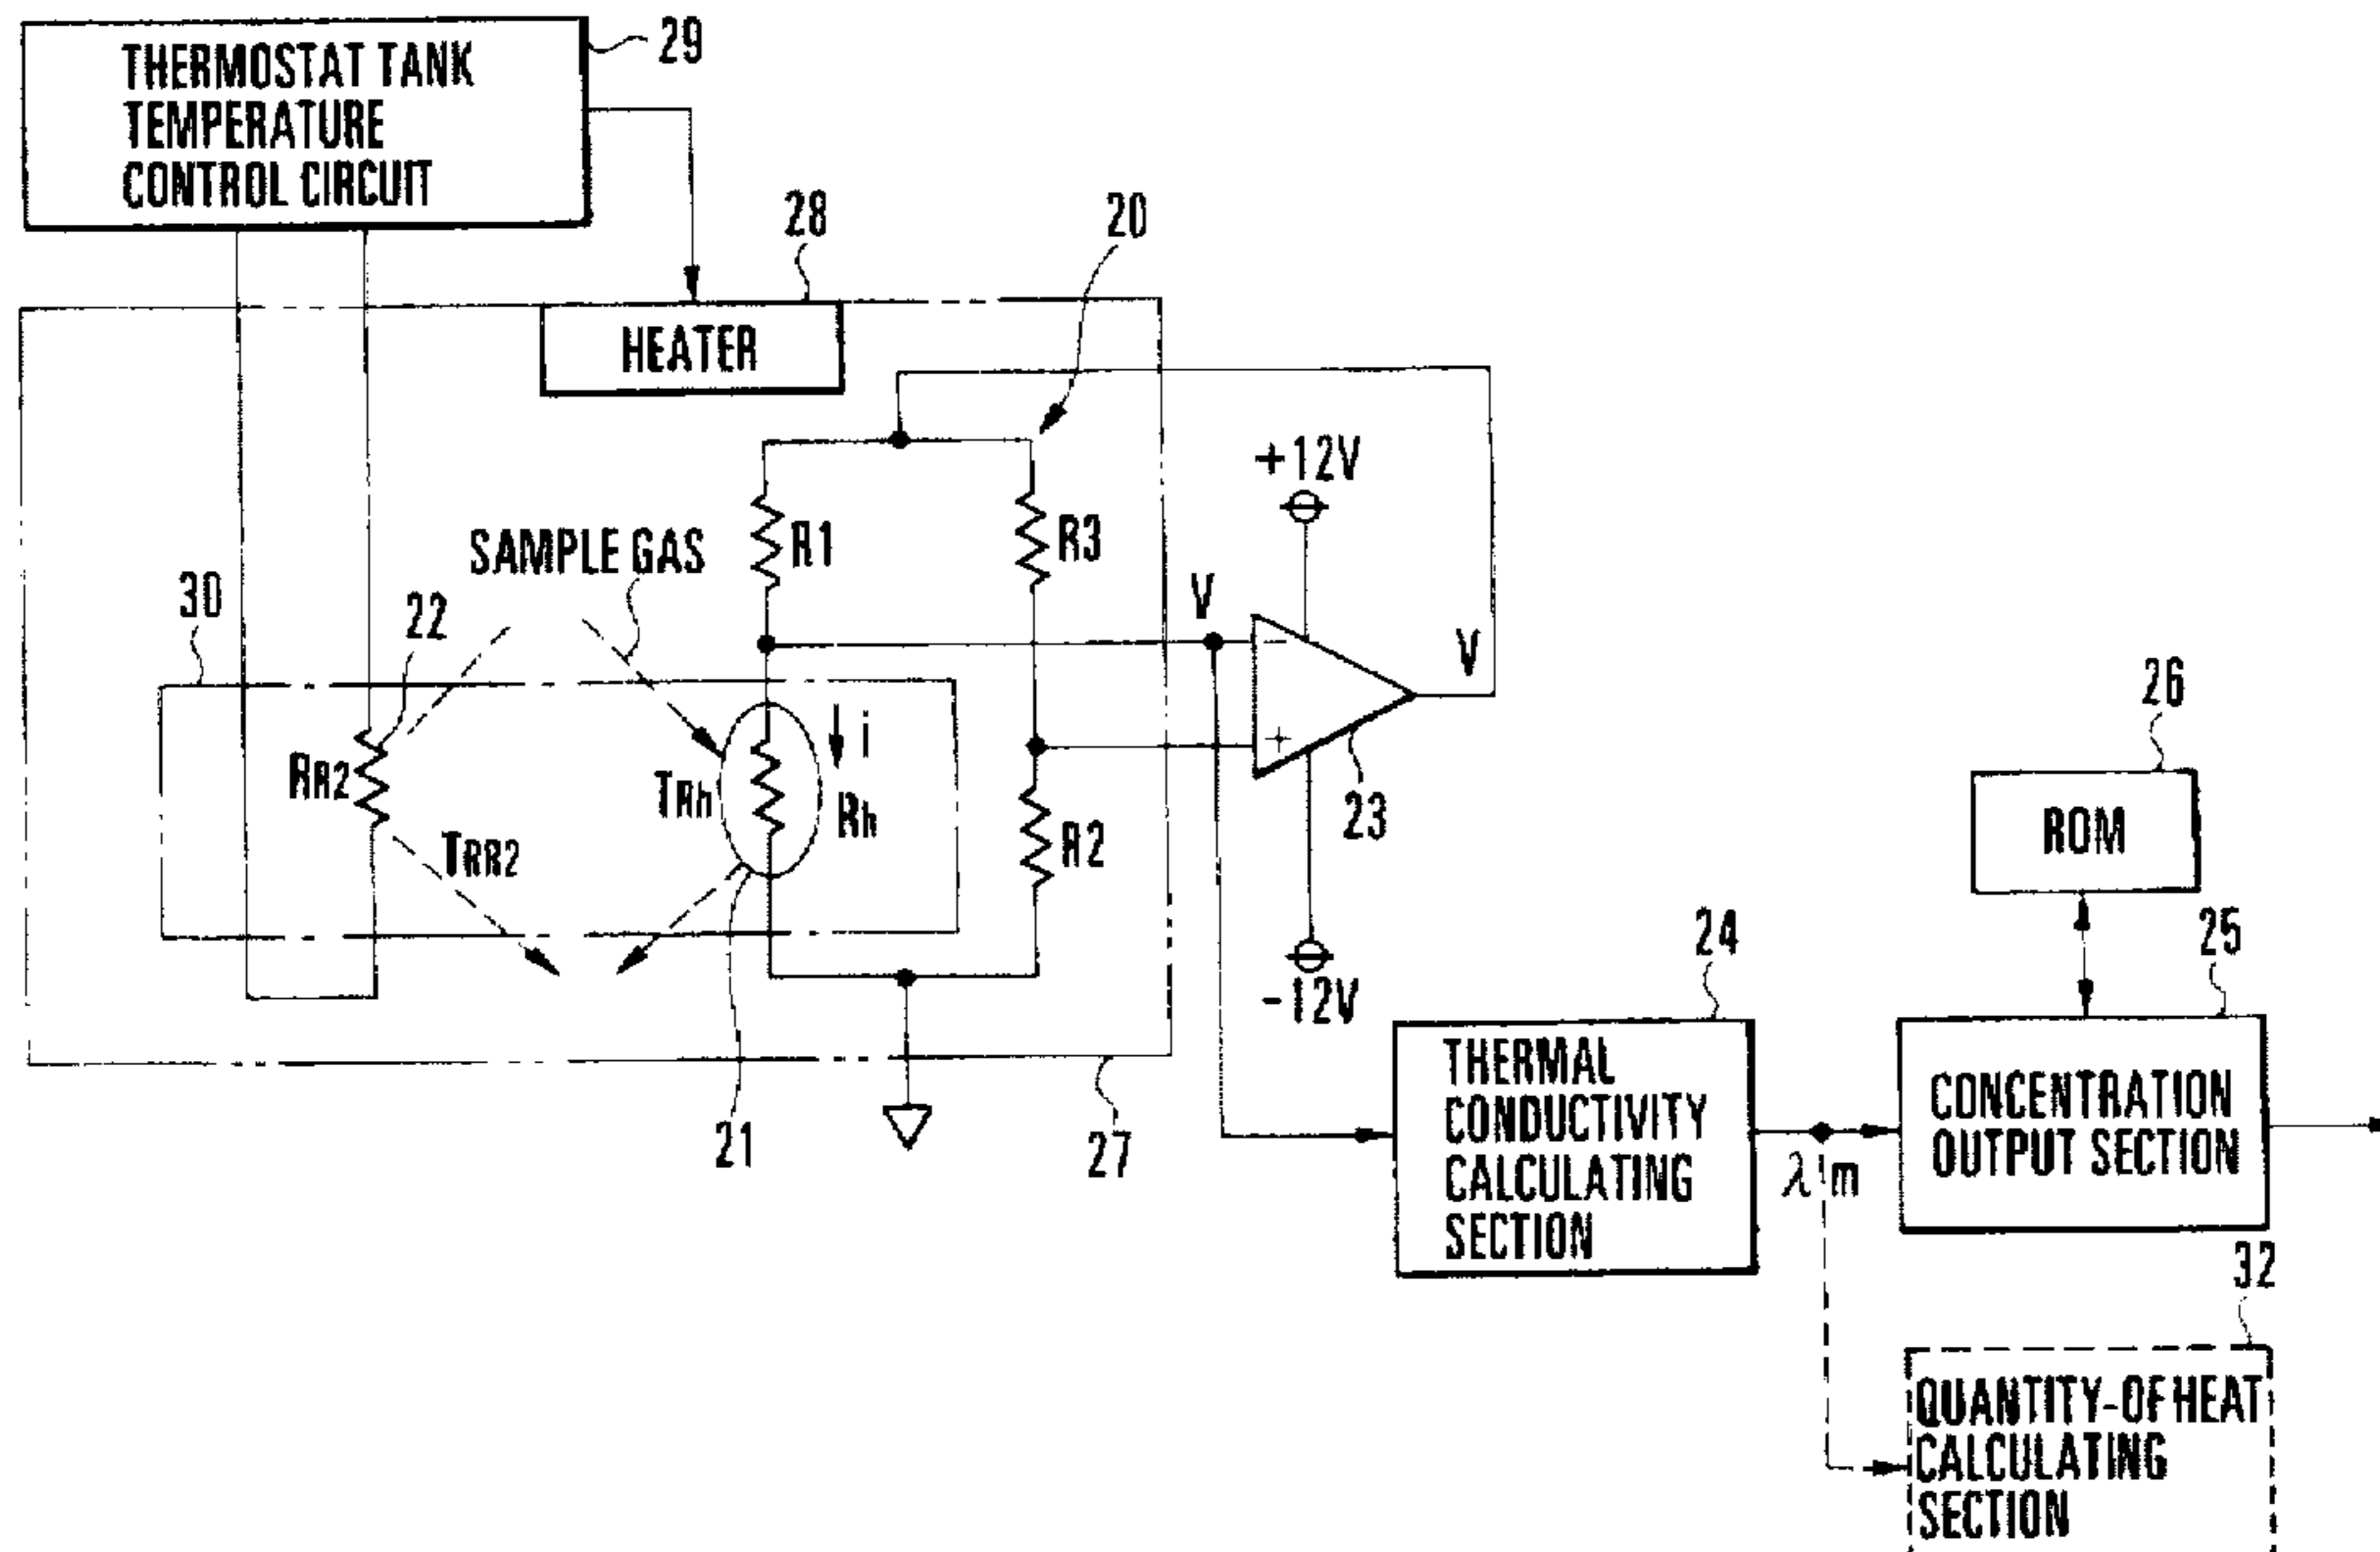 THERMOSTAT TANK
TEMPERATURE
CONTROL CIRCUIT
29
28
20
HEATER
+12V
R1
R3
SAMPLE GAS
30
22
V
V
26
RR2
TRh
i
Rh
23
ROM
TRR2
R2
24
25
-12V
THERMAL
CONDUCTIVITY
CALCULATING
SECTION
CONCENTRATION
OUTPUT SECTION
21
27
λm
32
QUANTITY-OF HEAT
CALCULATING
SECTION